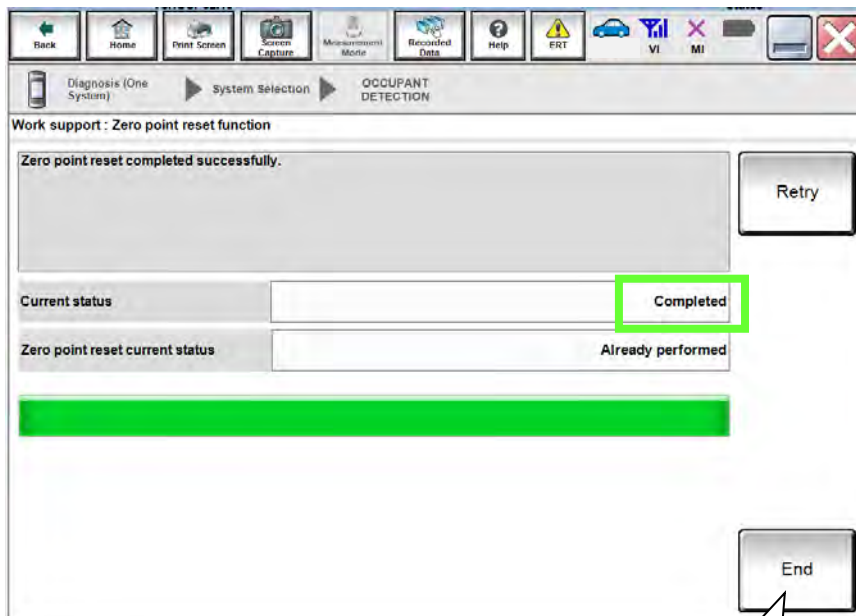 Back
Home
Print Screen
Screen
Capture
Measurement
Mode
Recorded
Data
Help
ERT
VI
MI
Diagnosis (One
System)
System Selection
OCCUPANT
DETECTION
Work support : Zero point reset function
Zero point reset completed successfully.
Retry
Current status
Completed
Zero point reset current status
Already performed
End